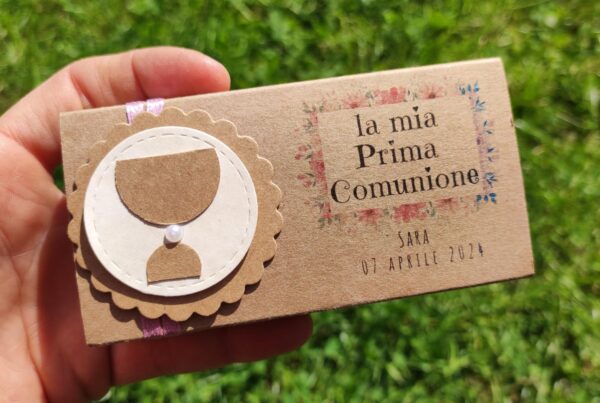 la mia
Prima
Comunione
SARA
07 APRILE 2024